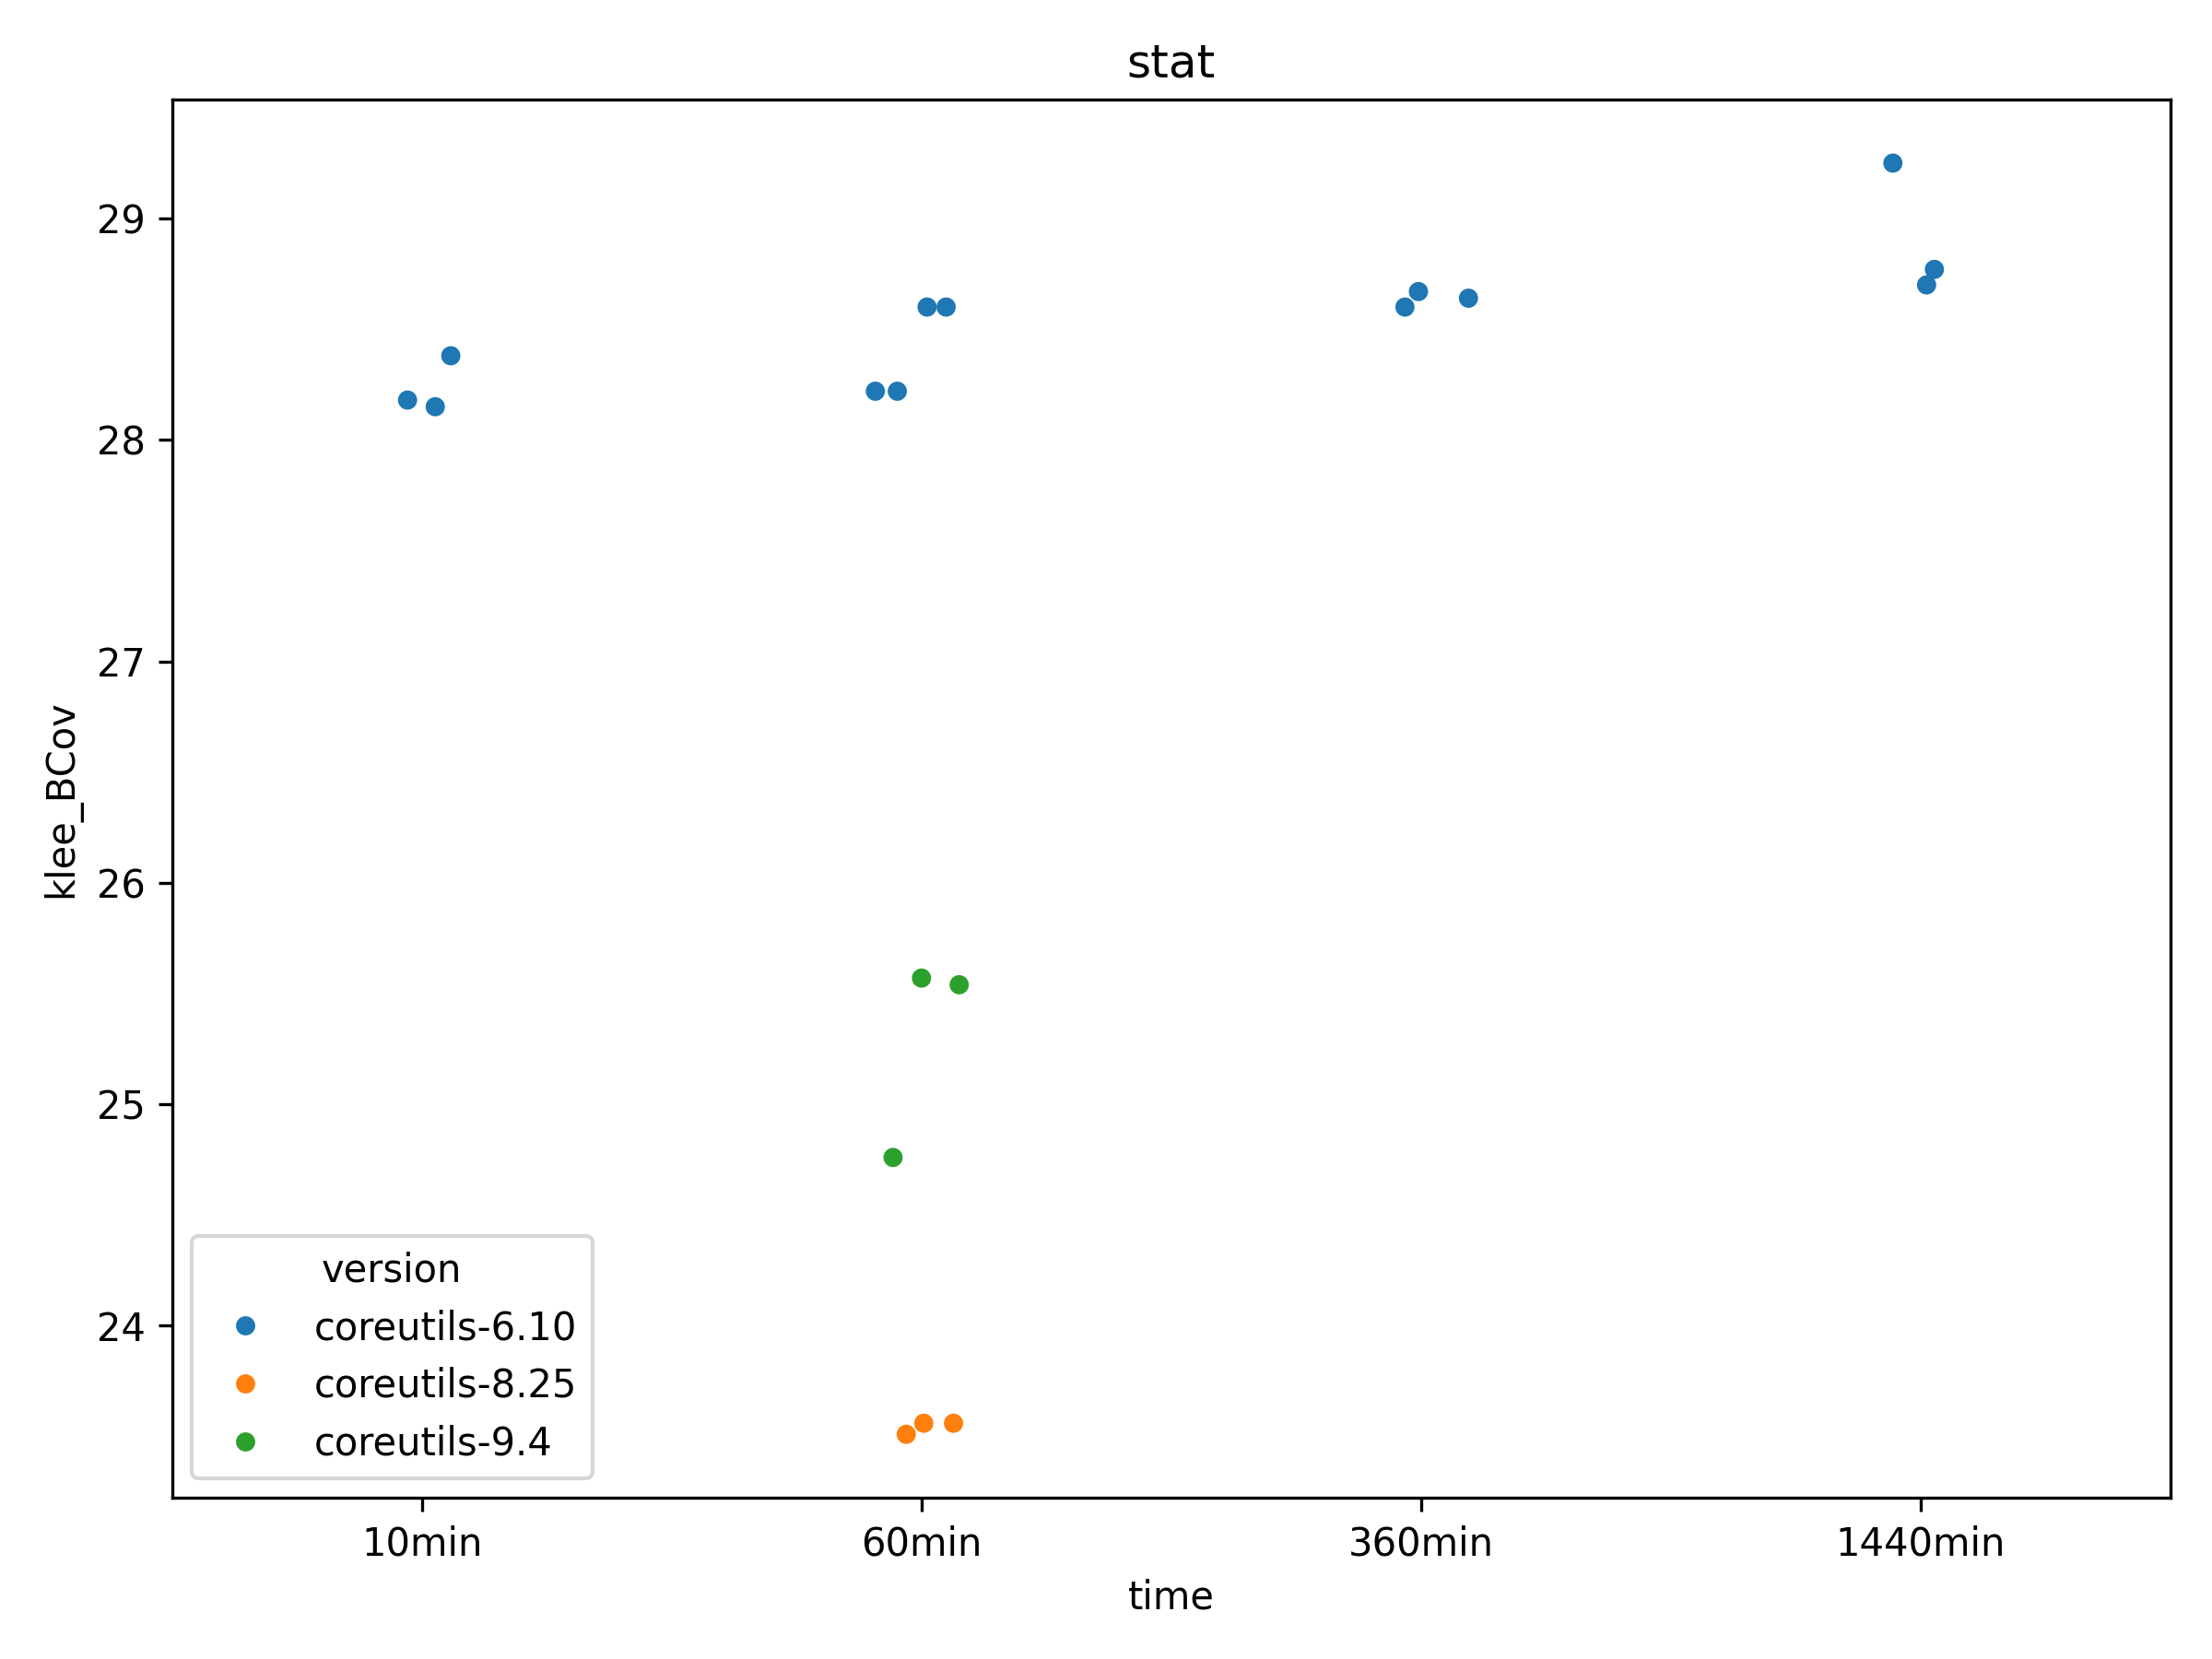 stat
klee_BCov
29
28
27
26
25
24
version
coreutils-6.10
coreutils-8.25
coreutils-9.4
10min
60min
360min
1440min
time